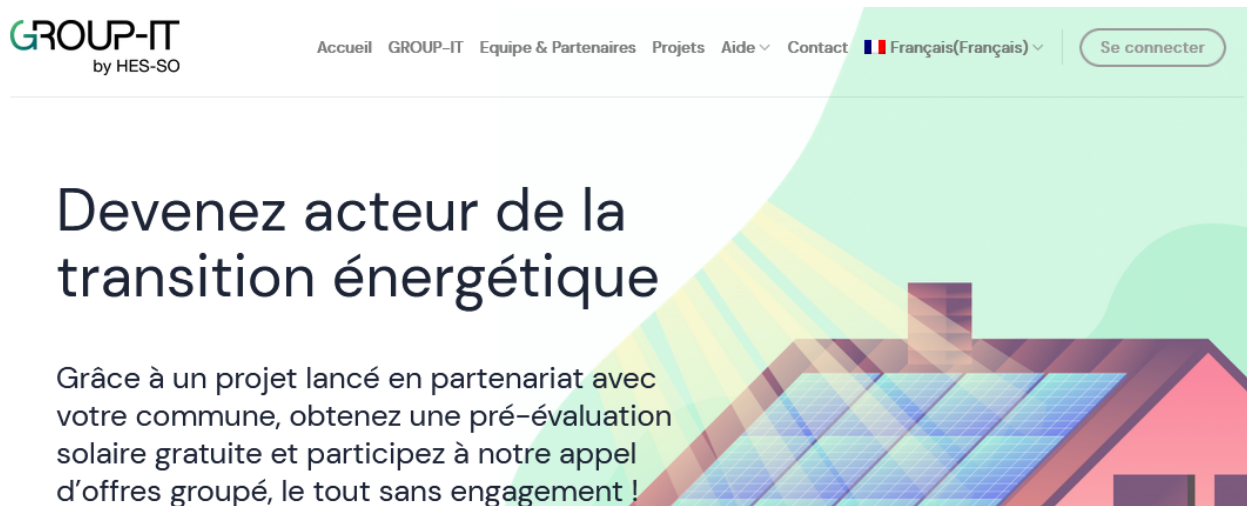 GROUP-IT
by HES-SO
Accueil GROUP-IT Equipe & Partenaires Projets Aide Contact Français(Français) Se connecter
Devenez acteur de la
transition énergétique
Grâce à un projet lancé en partenariat avec
votre commune, obtenez une pré-évaluation
solaire gratuite et participez à notre appel
d’offres groupé, le tout sans engagement !